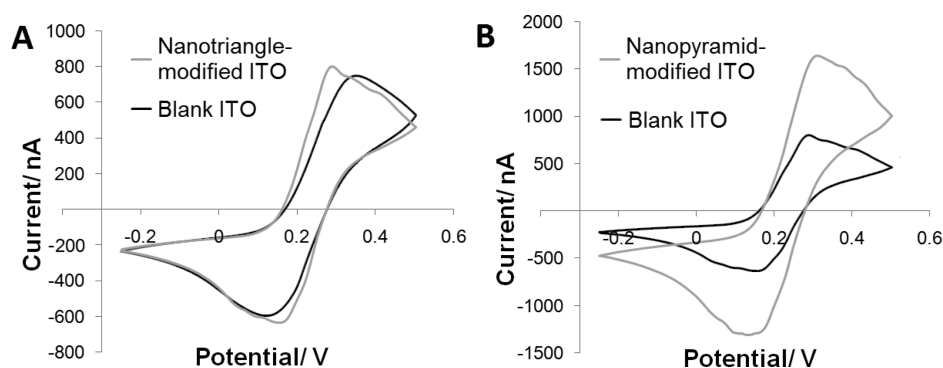 A
Nanotriangle-
modified ITO
Blank ITO
Current/ nA
1000
800
600
400
200
0
-200
-400
-600
-800
-0.2
0
0.2
0.4
0.6
Potential/ V
B
Nanopyramid-
modified ITO
Blank ITO
Current/ nA
2000
1500
1000
500
0
-500
-1000
-1500
-0.2
0
0.2
0.4
0.6
Potential/ V